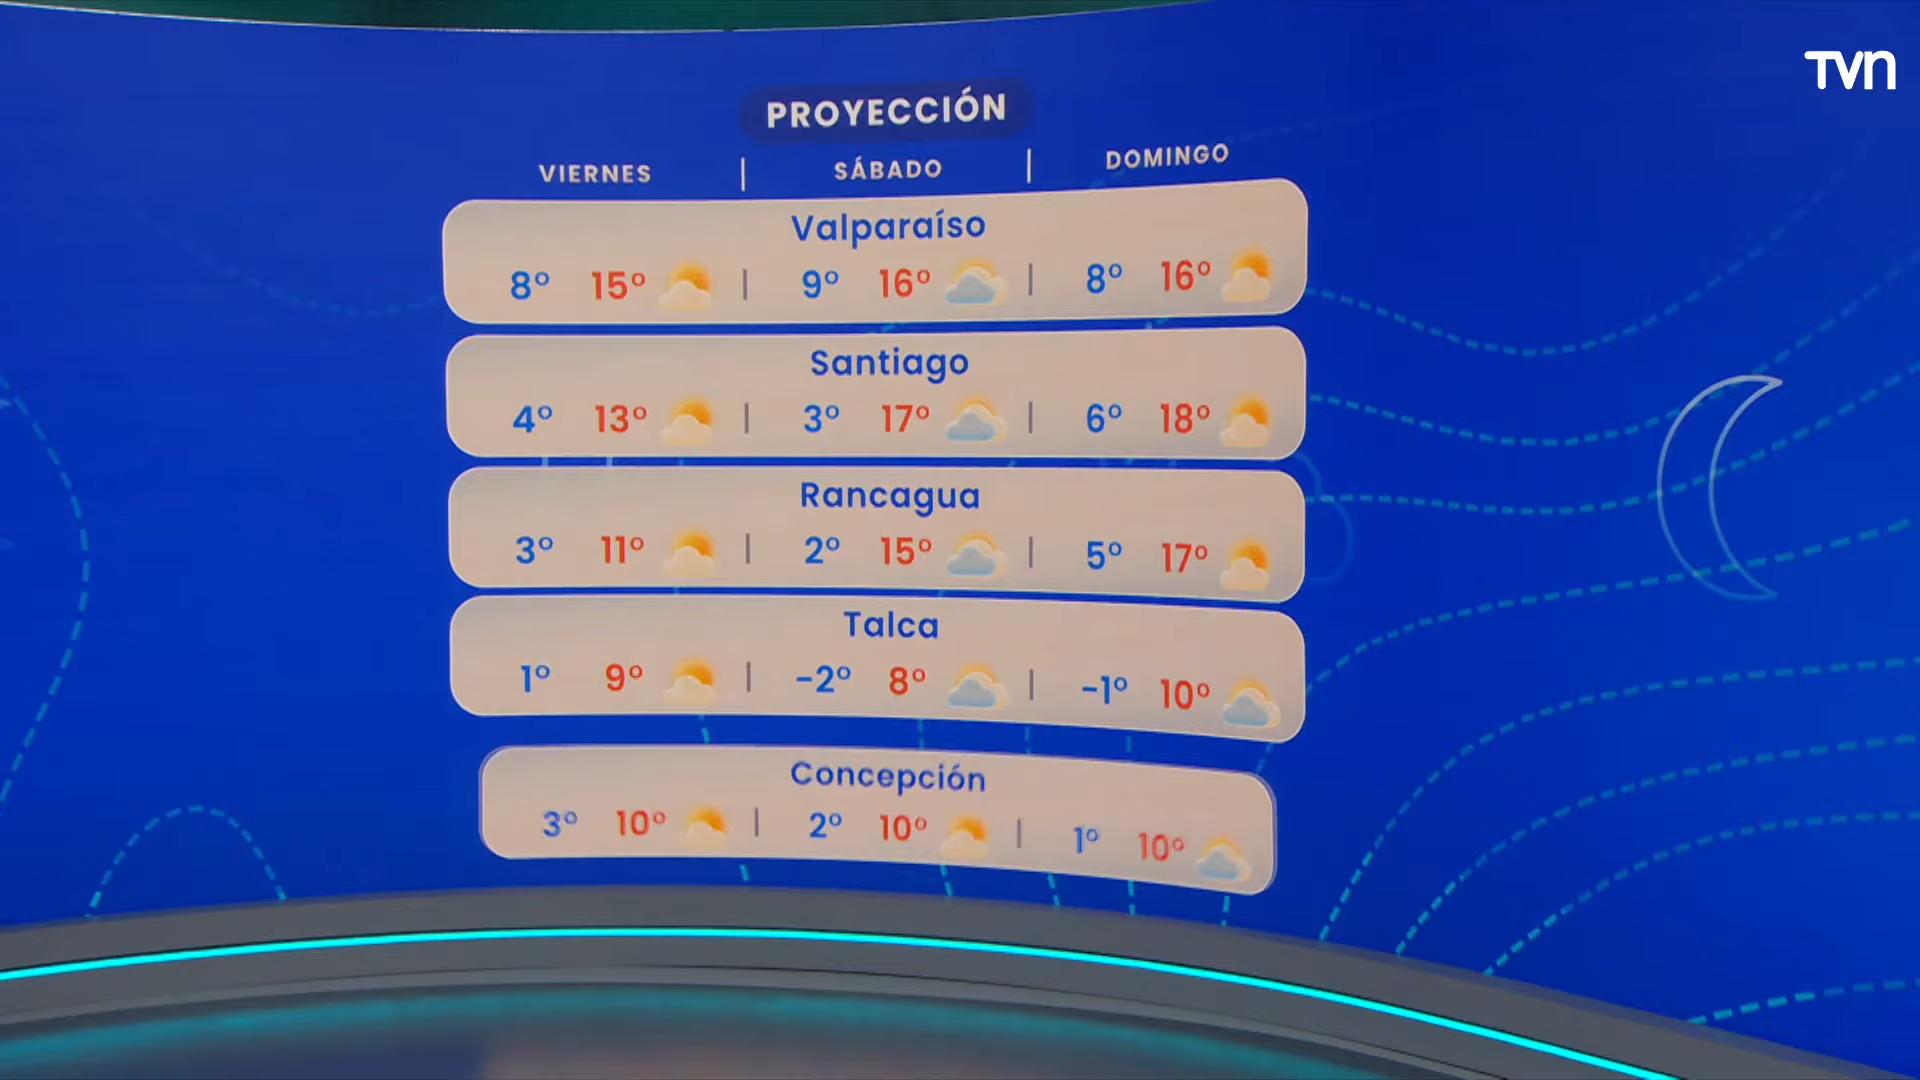 TVN
PROYECCIÓN
VIERNES | SÁBADO | DOMINGO
Valparaíso
8° 15° | 9° 16° | 8° 16°
Santiago
4° 13° | 3° 17° | 6° 18°
Rancagua
3° 11° | 2° 15° | 5° 17°
Talca
1° 9° | -2° 8° | -1° 10°
Concepción
3° 10° | 2° 10° | 1° 10°